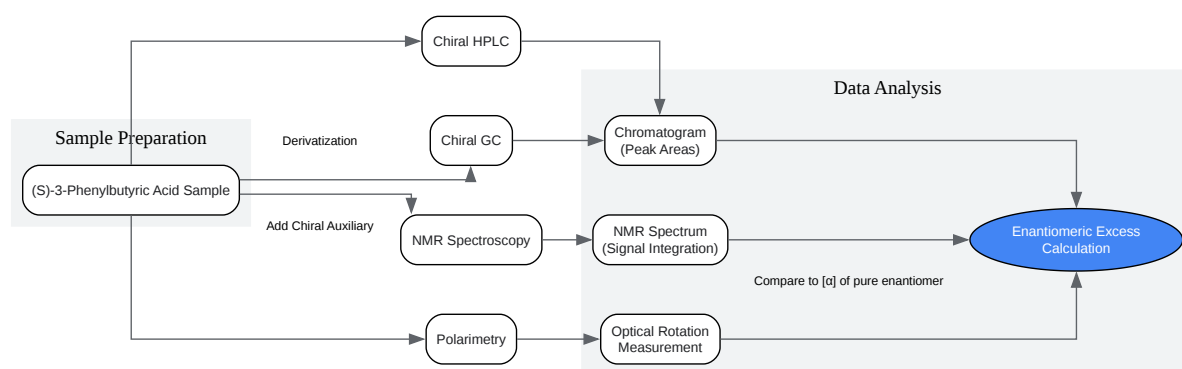 Chiral HPLC
Data Analysis
Sample Preparation
Derivatization
Chiral GC
Chromatogram
(Peak Areas)
(S)-3-Phenylbutyric Acid Sample
Add Chiral Auxiliary
NMR Spectroscopy
NMR Spectrum
(Signal Integration)
Enantiomeric Excess
Calculation
Compare to [α] of pure enantiomer
Polarimetry
Optical Rotation
Measurement